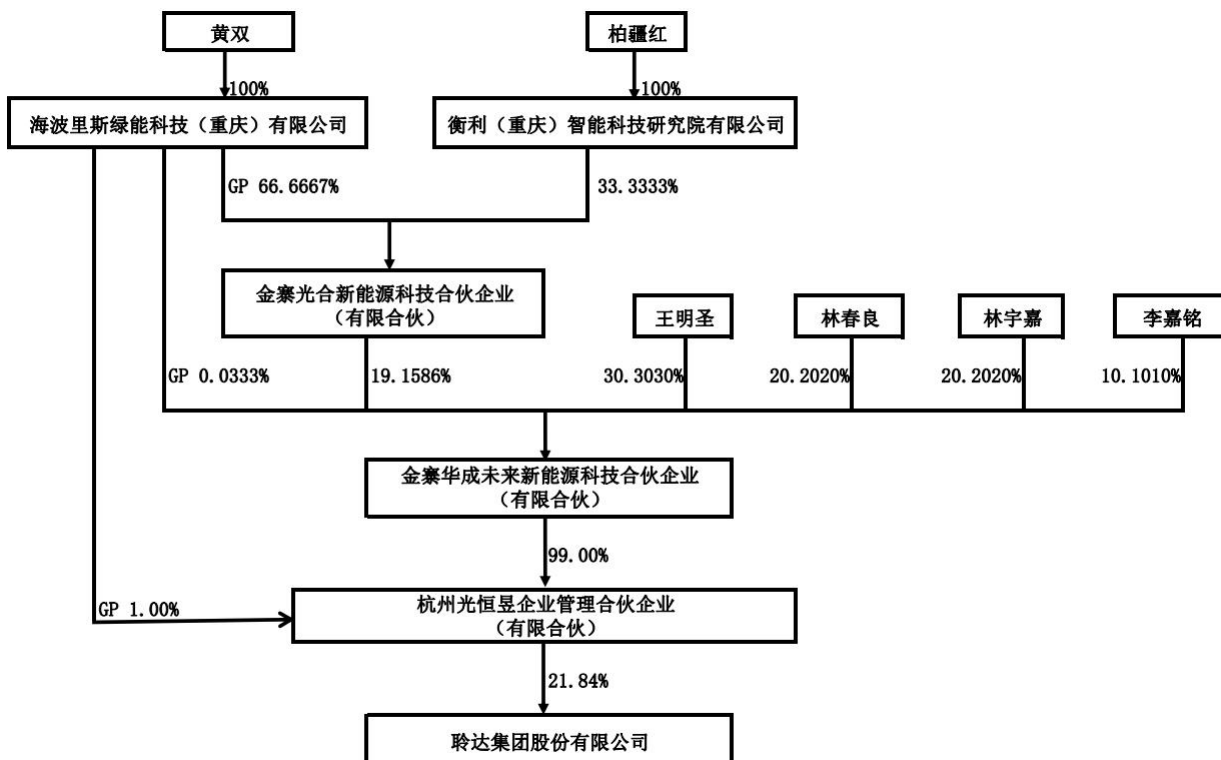 黄双
柏疆红
100%
100%
海波里斯绿能科技（重庆）有限公司
衡利（重庆）智能科技研究院有限公司
GP 66.6667%
33.3333%
金寨光合新能源科技合伙企业
（有限合伙）
王明圣
林春良
林宇嘉
李嘉铭
GP 0.0333%
19.1586%
30.3030%
20.2020%
20.2020%
10.1010%
金寨华成未来新能源科技合伙企业
（有限合伙）
99.00%
GP 1.00%
杭州光恒昱企业管理合伙企业
（有限合伙）
21.84%
聆达集团股份有限公司